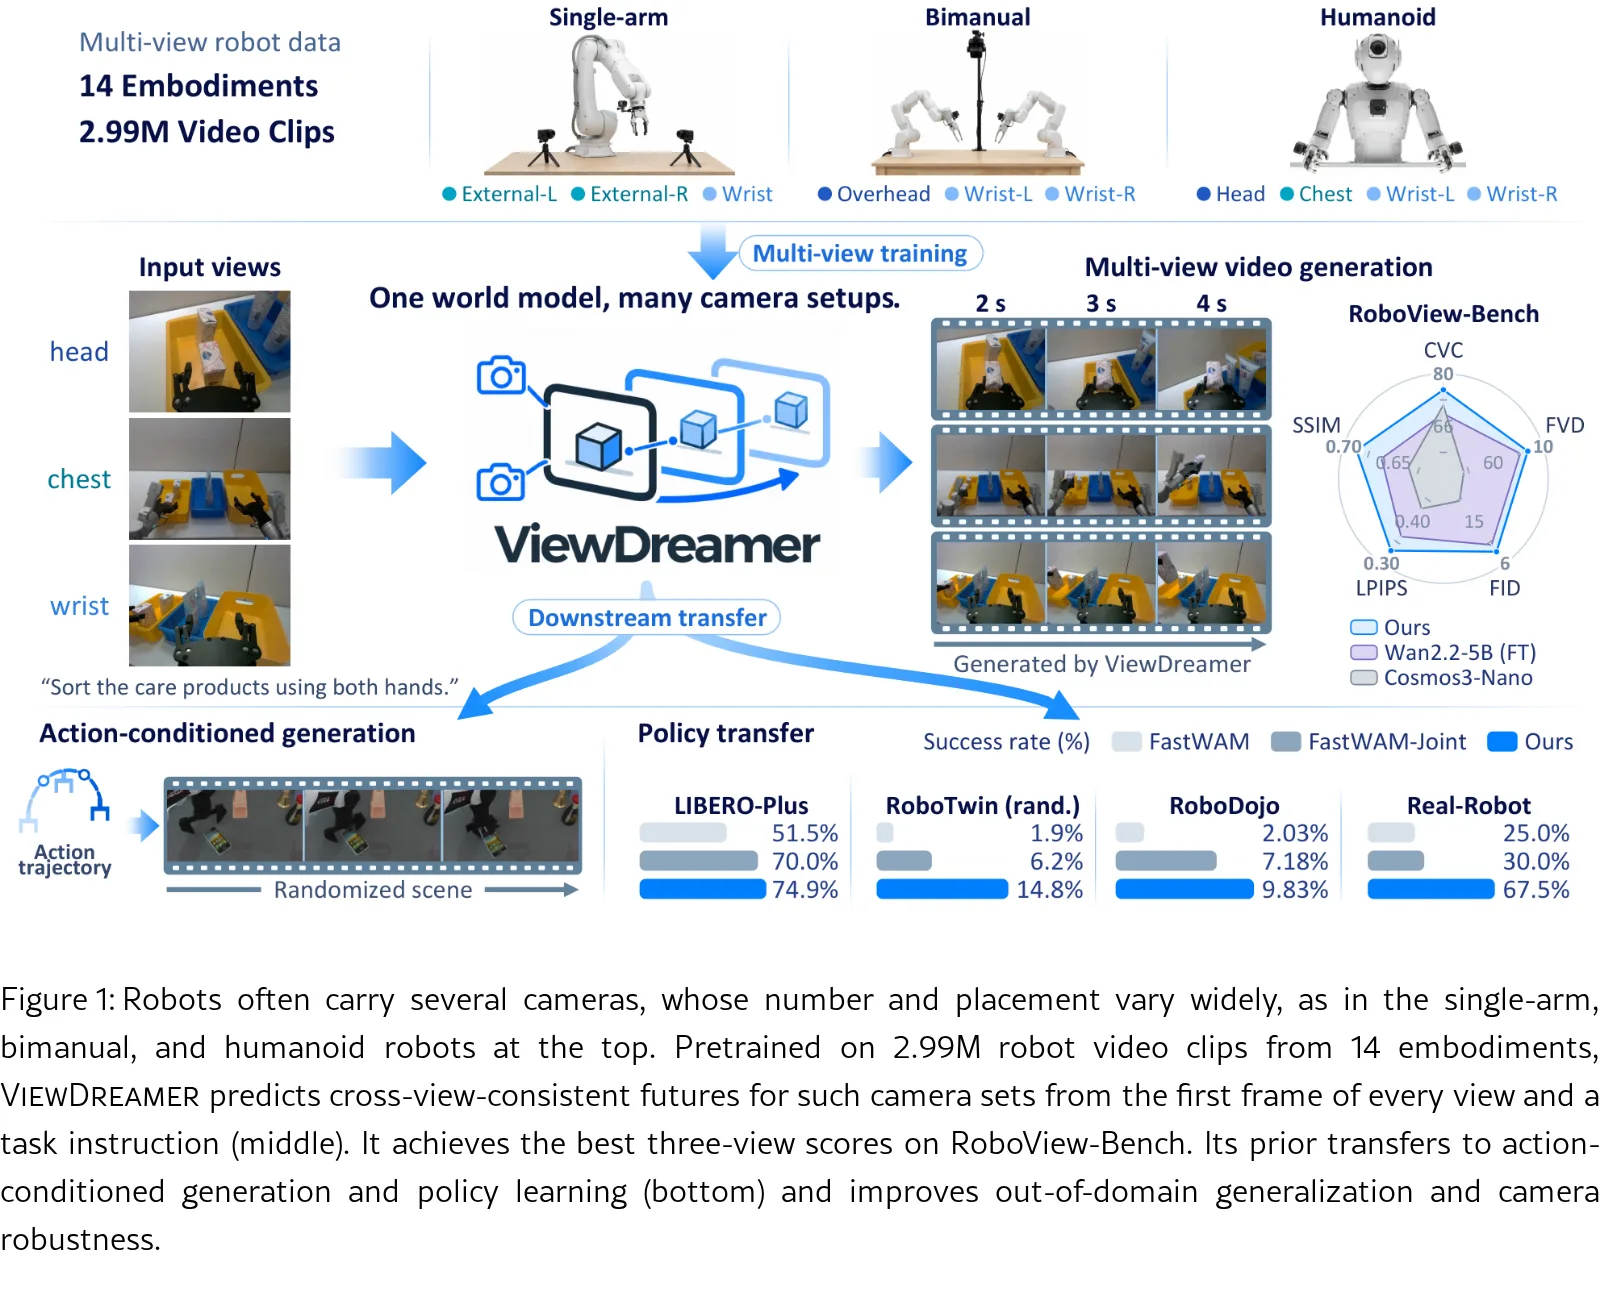 Multi-view robot data
14 Embodiments
2.99M Video Clips
Single-arm
External-L External-R Wrist
Bimanual
Overhead Wrist-L Wrist-R
Humanoid
Head Chest Wrist-L Wrist-R
Multi-view training
Input views
head
chest
wrist
"Sort the care products using both hands."
One world model, many camera setups.
ViewDreamer
Downstream transfer
Multi-view video generation
2 s 3 s 4 s
Generated by ViewDreamer
RoboView-Bench
CVC
80
66
SSIM
0.70
0.65
FVD
10
60
0.40
15
0.30
6
LPIPS
FID
Ours
Wan2.2-5B (FT)
Cosmos3-Nano
Action-conditioned generation
Action
trajectory
Randomized scene
Policy transfer
Success rate (%) FastWAM FastWAM-Joint Ours
LIBERO-Plus
51.5%
70.0%
74.9%
RoboTwin (rand.)
1.9%
6.2%
14.8%
RoboDojo
2.03%
7.18%
9.83%
Real-Robot
25.0%
30.0%
67.5%
Figure 1: Robots often carry several cameras, whose number and placement vary widely, as in the single-arm,
bimanual, and humanoid robots at the top. Pretrained on 2.99M robot video clips from 14 embodiments,
VIEWDREAMER predicts cross-view-consistent futures for such camera sets from the first frame of every view and a
task instruction (middle). It achieves the best three-view scores on RoboView-Bench. Its prior transfers to action-
conditioned generation and policy learning (bottom) and improves out-of-domain generalization and camera
robustness.